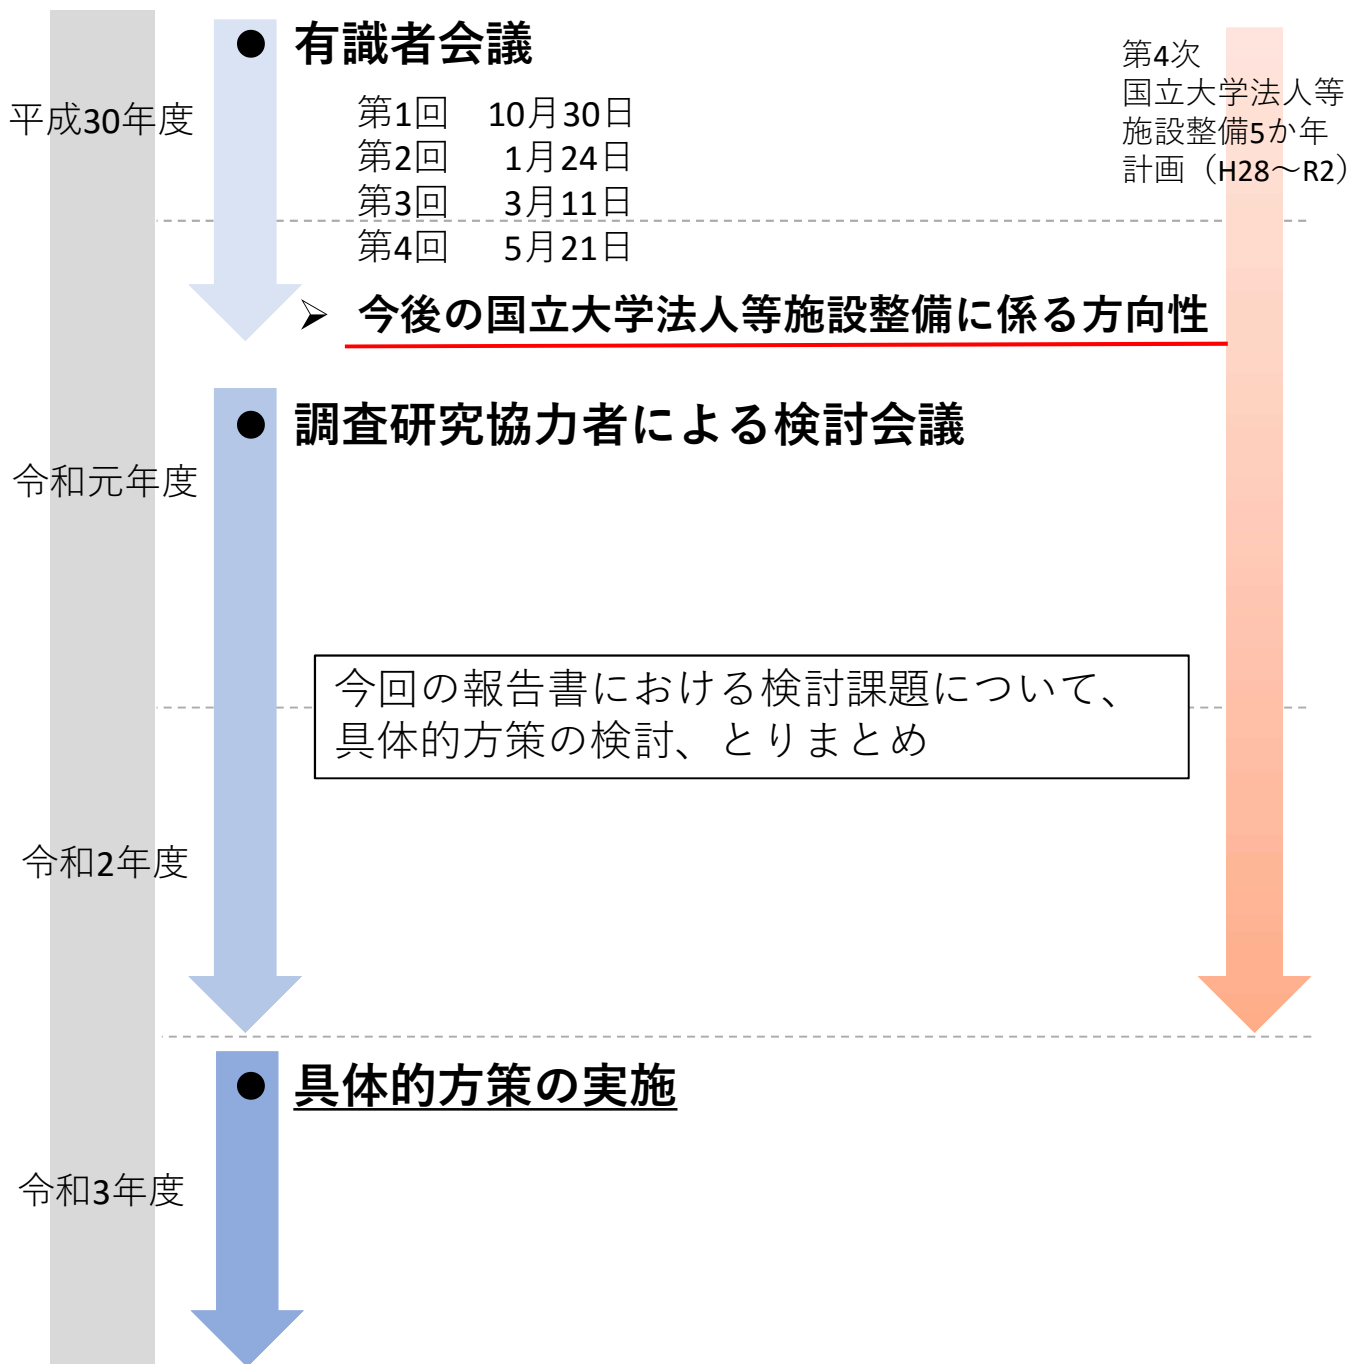 ● 有識者会議
平成30年度
第1回 10月30日
第2回 1月24日
第3回 3月11日
第4回 5月21日
第4次
国立大学法人等
施設整備5か年
計画（H28～R2）
➢ 今後の国立大学法人等施設整備に係る方向性
● 調査研究協力者による検討会議
令和元年度
今回の報告書における検討課題について、
具体的方策の検討、とりまとめ
令和2年度
● 具体的方策の実施
令和3年度